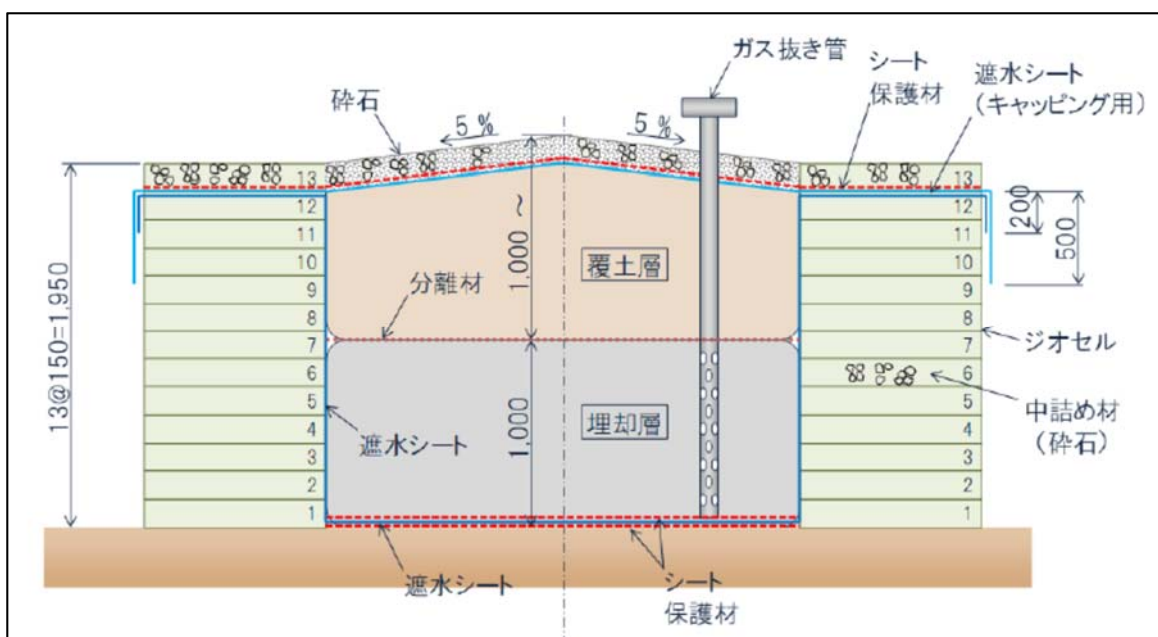 ガス抜き管
シート
保護材
遮水シート
(キャッピング用)
砕石
5 %
5 %
13
12
11
10
9
8
7
6
5
4
3
2
1
13@150=1,950
1,000 ~
1,000
分離材
覆土層
埋却層
遮水シート
遮水シート
シート
保護材
13
12
11
10
9
8
7
6
5
4
3
2
1
200
500
ジオセル
中詰め材
(砕石)